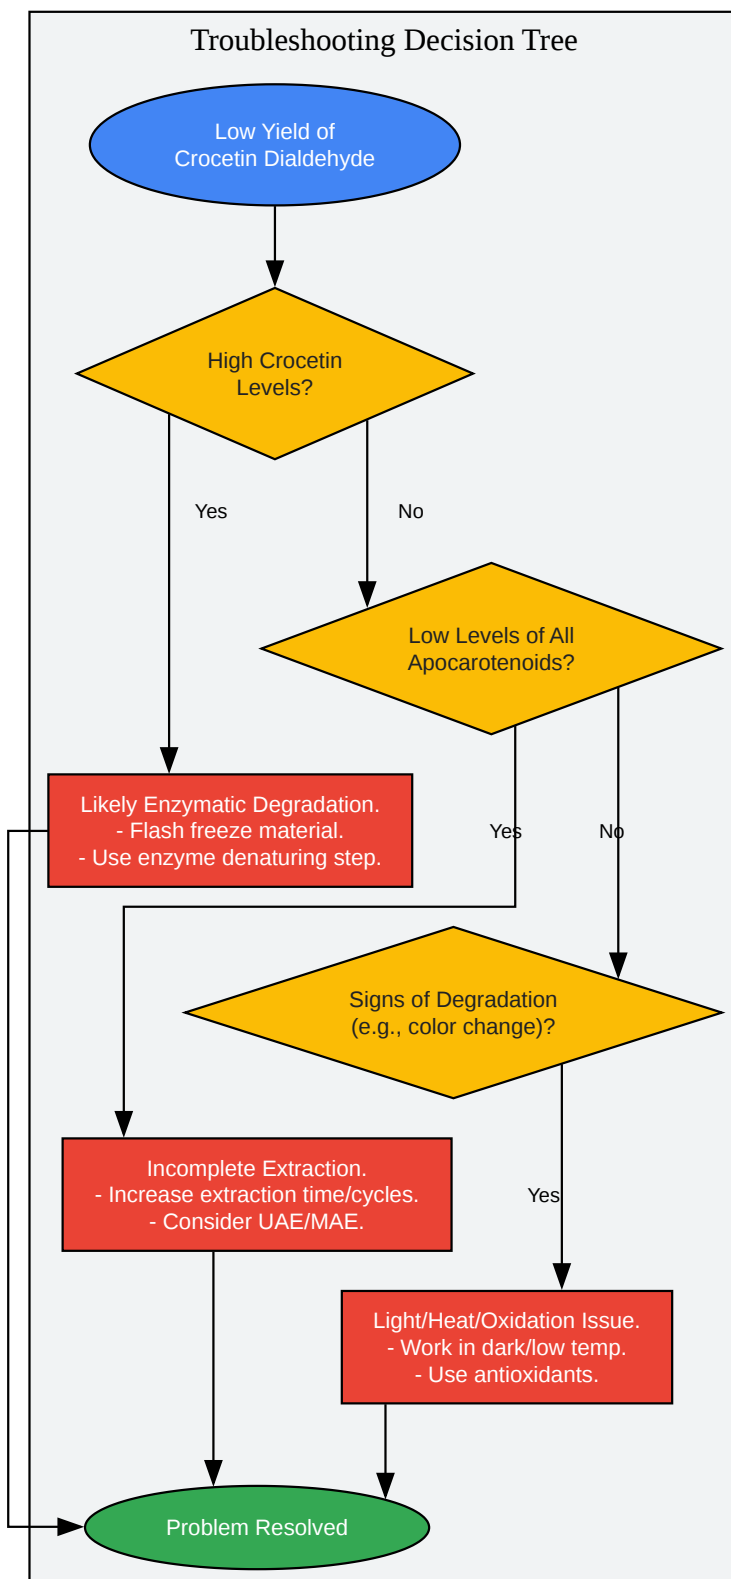 Troubleshooting Decision Tree
Low Yield of
Crocetin Dialdehyde
High Crocetin
Levels?
Yes
No
Low Levels of All
Apocarotenoids?
Likely Enzymatic Degradation.
- Flash freeze material.
- Use enzyme denaturing step.
Yes
No
Signs of Degradation
(e.g., color change)?
Incomplete Extraction.
- Increase extraction time/cycles.
- Consider UAE/MAE.
Yes
Light/Heat/Oxidation Issue.
- Work in dark/low temp.
- Use antioxidants.
Problem Resolved